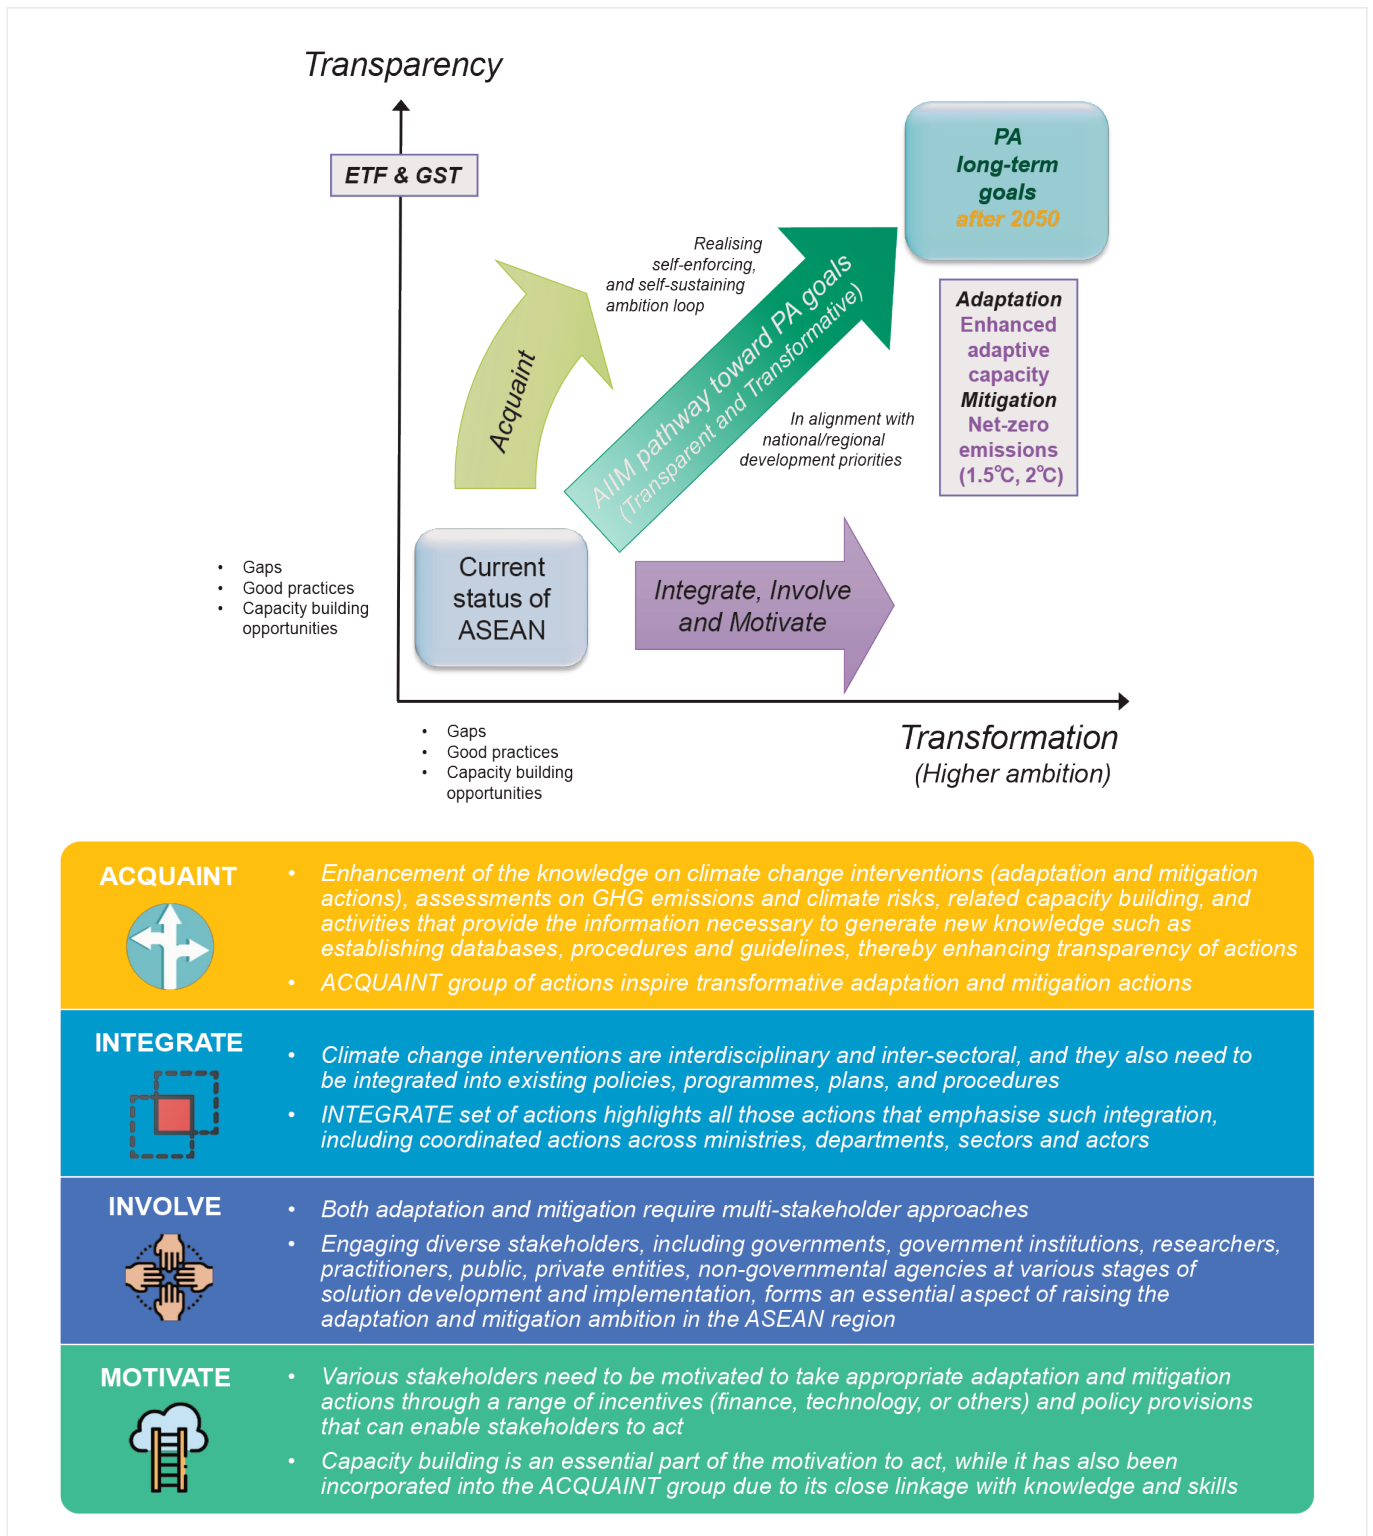 Transparency
ETF & GST
PA
long-term
goals
after 2050
Realising
self-enforcing,
and self-sustaining
ambition loop
Acquaint
AIIM pathway toward PA goals
(Transparent and Transformative)
Adaptation
Enhanced
adaptive
capacity
Mitigation
Net-zero
emissions
(1.5°C, 2°C)
In alignment with
national/regional
development priorities
Current
status of
ASEAN
• Gaps
• Good practices
• Capacity building
opportunities
Integrate, Involve
and Motivate
• Gaps
• Good practices
• Capacity building
opportunities
Transformation
(Higher ambition)
ACQUAINT
• Enhancement of the knowledge on climate change interventions (adaptation and mitigation
actions), assessments on GHG emissions and climate risks, related capacity building, and
activities that provide the information necessary to generate new knowledge such as
establishing databases, procedures and guidelines, thereby enhancing transparency of actions
• ACQUAINT group of actions inspire transformative adaptation and mitigation actions
INTEGRATE
• Climate change interventions are interdisciplinary and inter-sectoral, and they also need to
be integrated into existing policies, programmes, plans, and procedures
• INTEGRATE set of actions highlights all those actions that emphasise such integration,
including coordinated actions across ministries, departments, sectors and actors
INVOLVE
• Both adaptation and mitigation require multi-stakeholder approaches
• Engaging diverse stakeholders, including governments, government institutions, researchers,
practitioners, public, private entities, non-governmental agencies at various stages of
solution development and implementation, forms an essential aspect of raising the
adaptation and mitigation ambition in the ASEAN region
MOTIVATE
• Various stakeholders need to be motivated to take appropriate adaptation and mitigation
actions through a range of incentives (finance, technology, or others) and policy provisions
that can enable stakeholders to act
• Capacity building is an essential part of the motivation to act, while it has also been
incorporated into the ACQUAINT group due to its close linkage with knowledge and skills